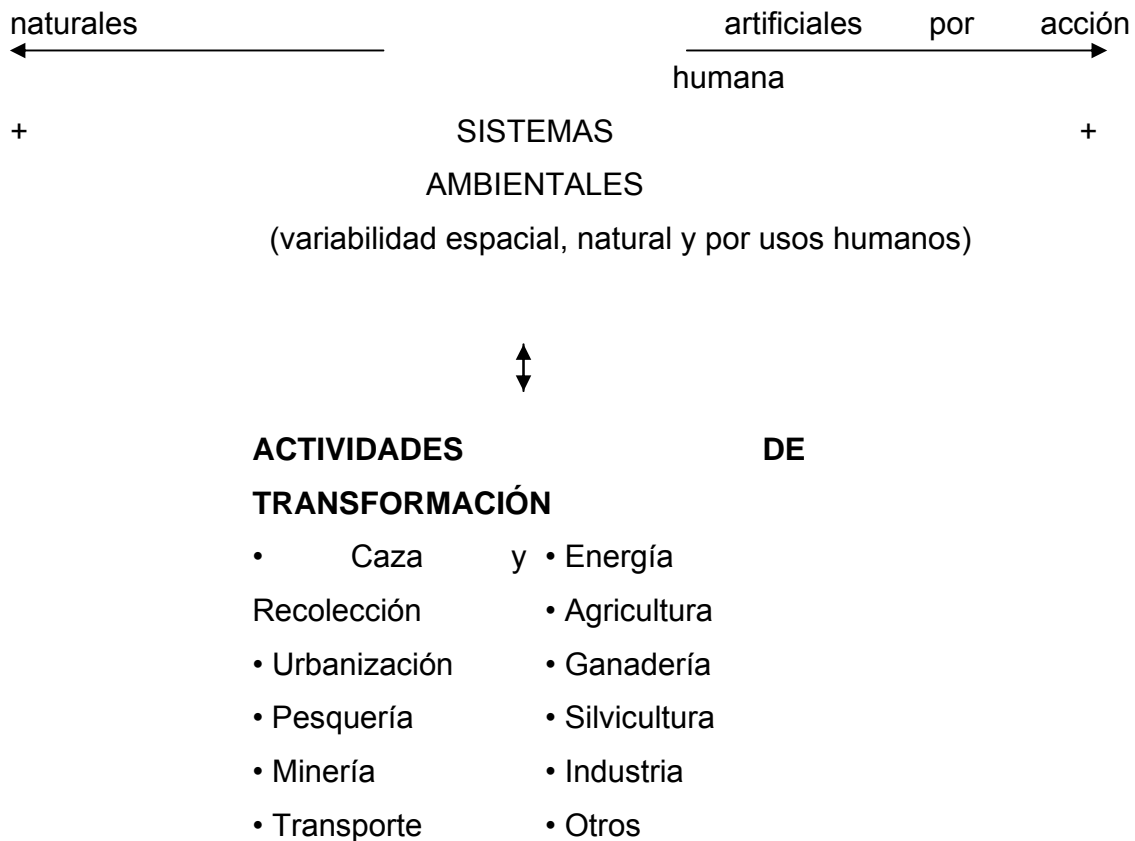 naturales artificiales por acción
humana
+ SISTEMAS +
AMBIENTALES
(variabilidad espacial, natural y por usos humanos)
ACTIVIDADES DE
TRANSFORMACIÓN
• Caza y
Recolección
• Urbanización
• Pesquería
• Minería
• Transporte
• Energía
• Agricultura
• Ganadería
• Silvicultura
• Industria
• Otros